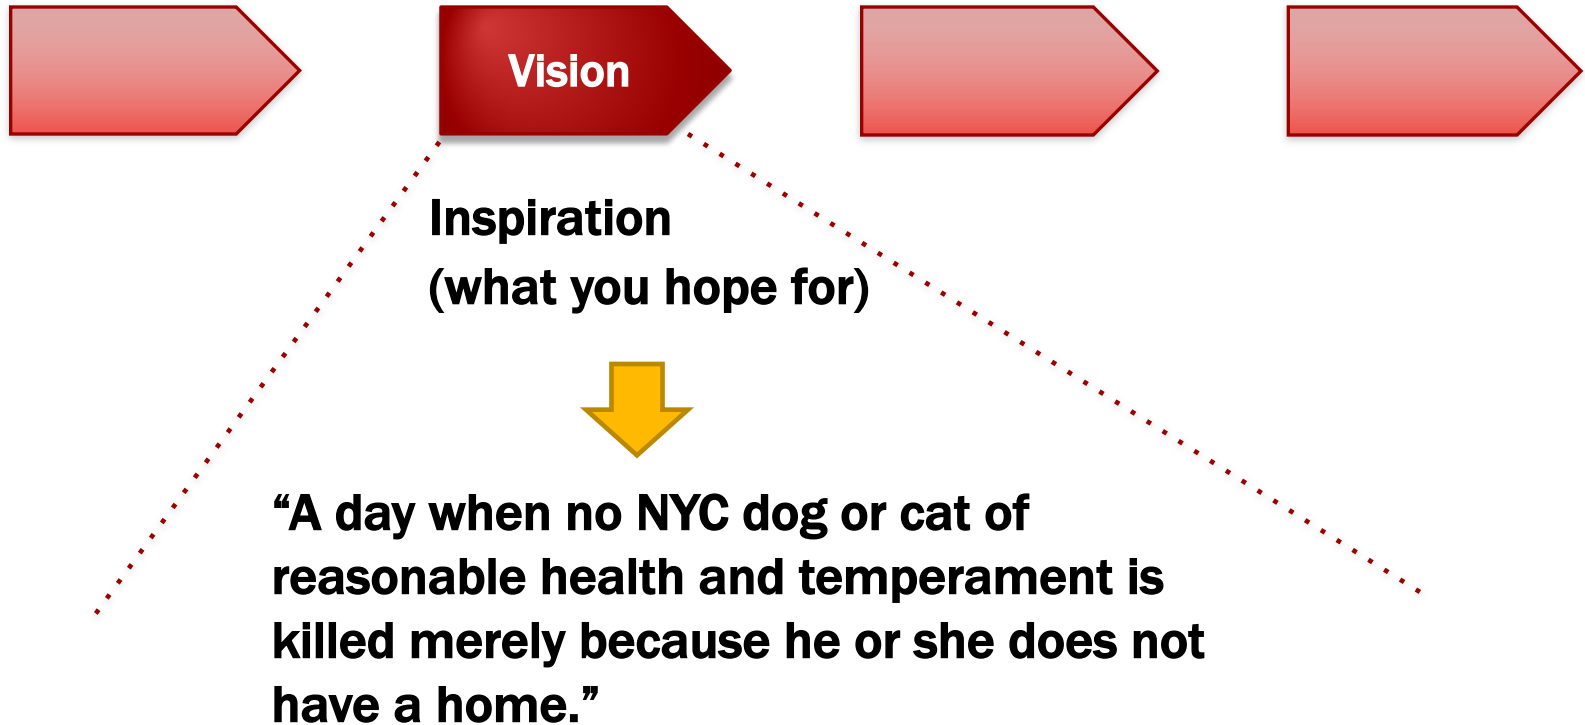 Vision
Inspiration
(what you hope for)
“A day when no NYC dog or cat of
reasonable health and temperament is
killed merely because he or she does not
have a home.”